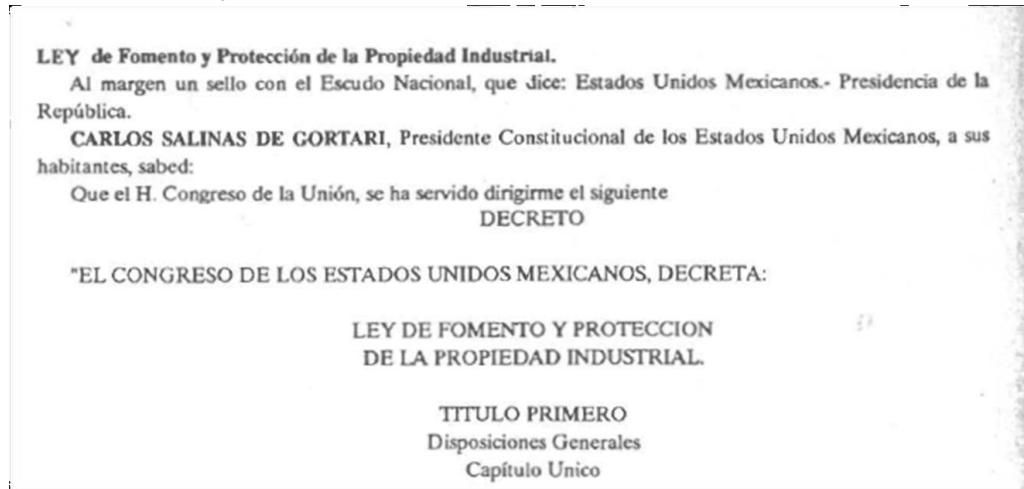 LEY de Fomento y Protección de la Propiedad Industrial.
Al margen un sello con el Escudo Nacional, que dice: Estados Unidos Mexicanos.- Presidencia de la
República.
CARLOS SALINAS DE GORTARI, Presidente Constitucional de los Estados Unidos Mexicanos, a sus
habitantes, sabed:
Que el H. Congreso de la Unión, se ha servido dirigirme el siguiente
DECRETO
"EL CONGRESO DE LOS ESTADOS UNIDOS MEXICANOS, DECRETA:
LEY DE FOMENTO Y PROTECCION
DE LA PROPIEDAD INDUSTRIAL.
TITULO PRIMERO
Disposiciones Generales
Capítulo Unico